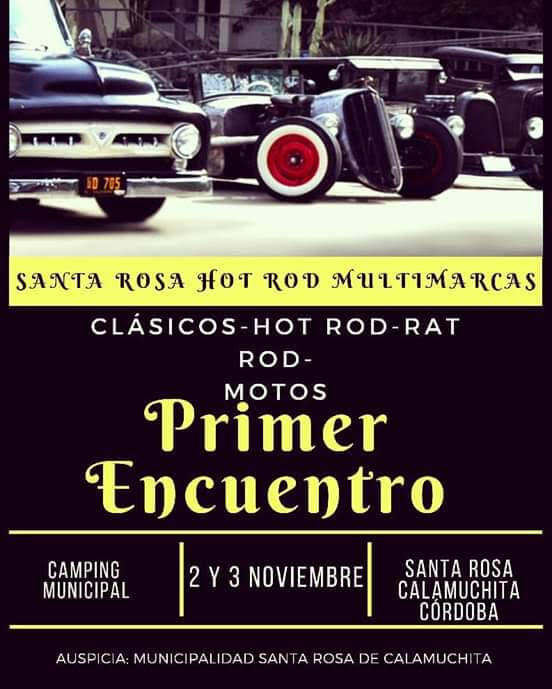 D 705
SANTA ROSA HOT ROD MULTIMARCAS
CLÁSICOS-HOT ROD-RAT
ROD-
MOTOS
Primer
Encuentro
CAMPING
MUNICIPAL
2 Y 3 NOVIEMBRE
SANTA ROSA
CALAMUCHITA
CÓRDOBA
AUSPICIA: MUNICIPALIDAD SANTA ROSA DE CALAMUCHITA